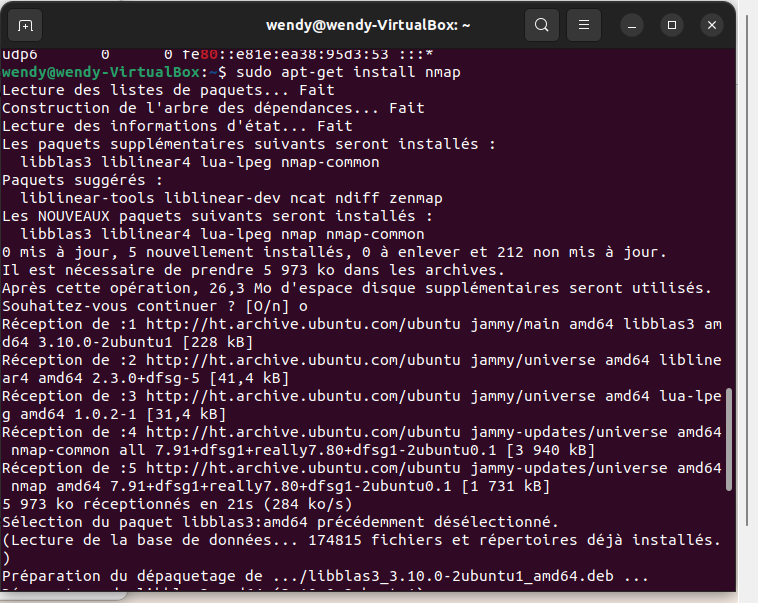 wendy@wendy-VirtualBox: ~
udp6       0      0 fe80::e81e:ea38:95d3:53 :::*
wendy@wendy-VirtualBox:~$ sudo apt-get install nmap
Lecture des listes de paquets... Fait
Construction de l'arbre des dépendances... Fait
Lecture des informations d'état... Fait
Les paquets supplémentaires suivants seront installés :
  libblas3 liblinear4 lua-lpeg nmap-common
Paquets suggérés :
  liblinear-tools liblinear-dev ncat ndiff zenmap
Les NOUVEAUX paquets suivants seront installés :
  libblas3 liblinear4 lua-lpeg nmap nmap-common
0 mis à jour, 5 nouvellement installés, 0 à enlever et 212 non mis à jour.
Il est nécessaire de prendre 5 973 ko dans les archives.
Après cette opération, 26,3 Mo d'espace disque supplémentaires seront utilisés.
Souhaitez-vous continuer ? [O/n] o
Réception de :1 http://ht.archive.ubuntu.com/ubuntu jammy/main amd64 libblas3 am
d64 3.10.0-2ubuntu1 [228 kB]
Réception de :2 http://ht.archive.ubuntu.com/ubuntu jammy/universe amd64 libline
ar4 amd64 2.3.0+dfsg-5 [41,4 kB]
Réception de :3 http://ht.archive.ubuntu.com/ubuntu jammy/universe amd64 lua-lpe
g amd64 1.0.2-1 [31,4 kB]
Réception de :4 http://ht.archive.ubuntu.com/ubuntu jammy-updates/universe amd64
 nmap-common all 7.91+dfsg1+really7.80+dfsg1-2ubuntu0.1 [3 940 kB]
Réception de :5 http://ht.archive.ubuntu.com/ubuntu jammy-updates/universe amd64
 nmap amd64 7.91+dfsg1+really7.80+dfsg1-2ubuntu0.1 [1 731 kB]
5 973 ko réceptionnés en 21s (284 ko/s)
Sélection du paquet libblas3:amd64 précédemment désélectionné.
(Lecture de la base de données... 174815 fichiers et répertoires déjà installés.
)
Préparation du dépaquetage de .../libblas3_3.10.0-2ubuntu1_amd64.deb ...